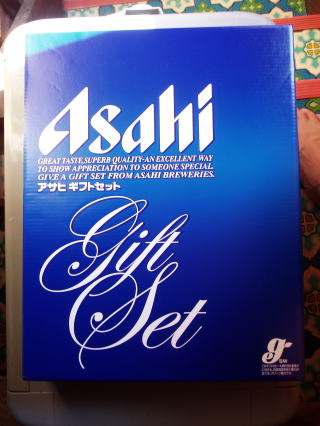 Asahi
GREAT TASTE,SUPERB QUALITY-AN EXCELLENT WAY
TO SHOW APPRECIATION TO SOMEONE SPECIAL.
GIVE A GIFT SET FROM ASAHI BREWERIES.
アサヒ ギフトセット
Gift
Set
g